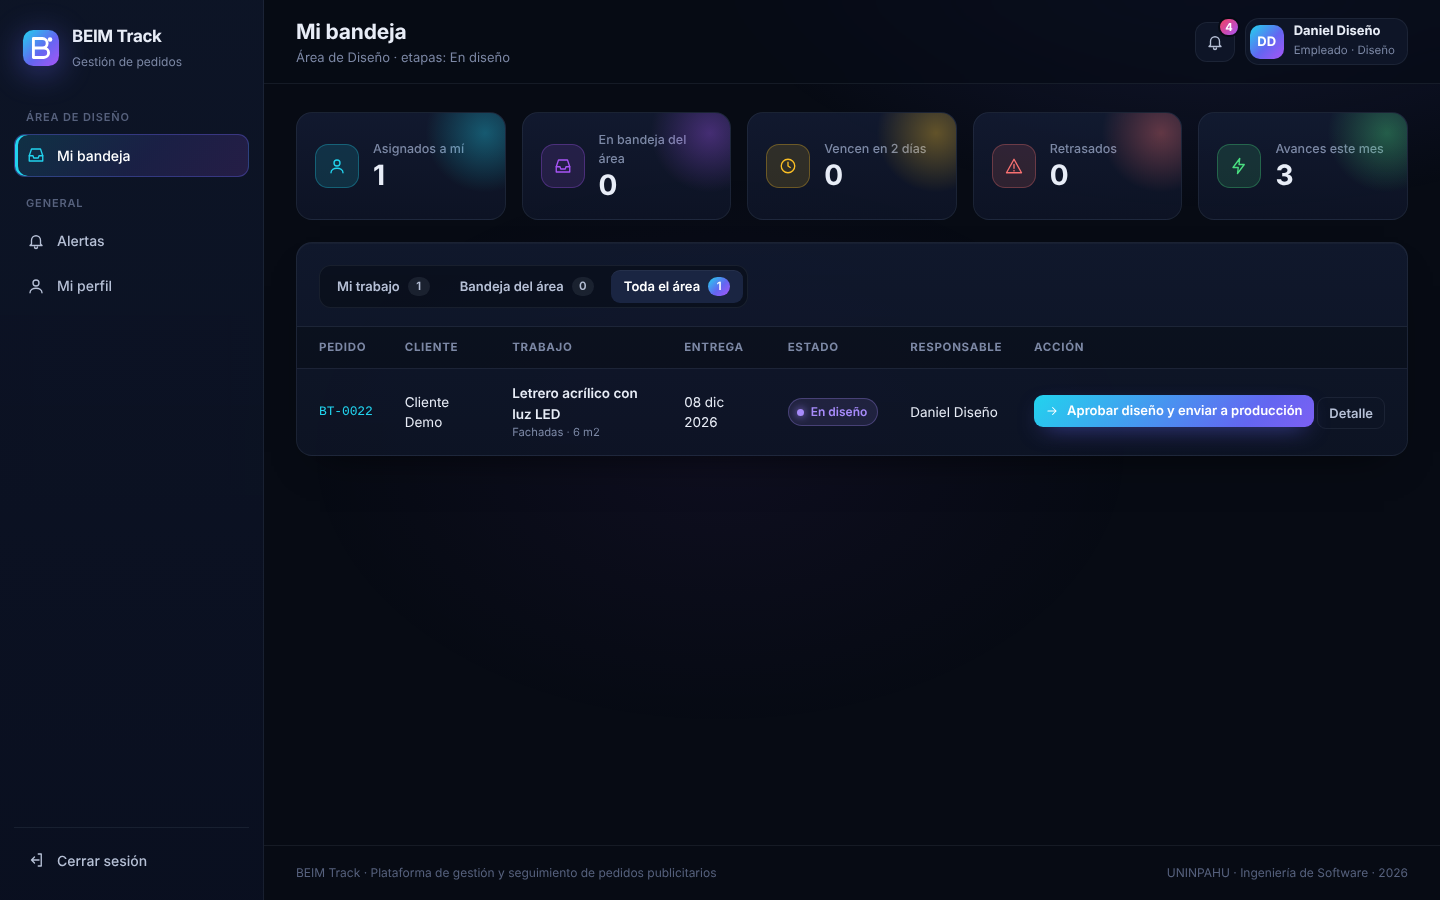 BEIM Track
Gestión de pedidos
ÁREA DE DISEÑO
Mi bandeja
GENERAL
Alertas
Mi perfil
Cerrar sesión
Mi bandeja
Área de Diseño · etapas: En diseño
4
DD
Daniel Diseño
Empleado · Diseño
Asignados a mí
1
En bandeja del
área
0
Vencen en 2 días
0
Retrasados
0
Avances este mes
3
Mi trabajo 1 Bandeja del área 0 Toda el área 1
PEDIDO CLIENTE TRABAJO ENTREGA ESTADO RESPONSABLE ACCIÓN
BT-0022
Cliente
Demo
Letrero acrílico con
luz LED
Fachadas · 6 m2
08 dic
2026
En diseño
Daniel Diseño
→ Aprobar diseño y enviar a producción
Detalle
BEIM Track · Plataforma de gestión y seguimiento de pedidos publicitarios
UNINPAHU · Ingeniería de Software · 2026